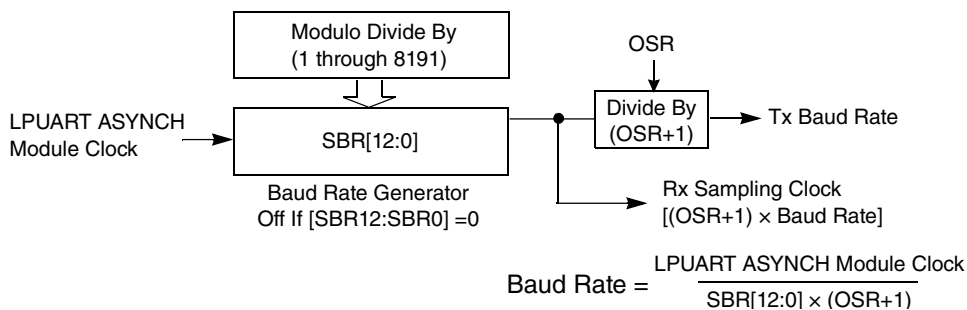 Modulo Divide By
(1 through 8191)
OSR
LPUART ASYNCH
Module Clock
SBR[12:0]
Divide By
(OSR+1)
Tx Baud Rate
Baud Rate Generator
Off If [SBR12:SBR0] =0
Rx Sampling Clock
[(OSR+1) × Baud Rate]
LPUART ASYNCH Module Clock
Baud Rate =
SBR[12:0] × (OSR+1)